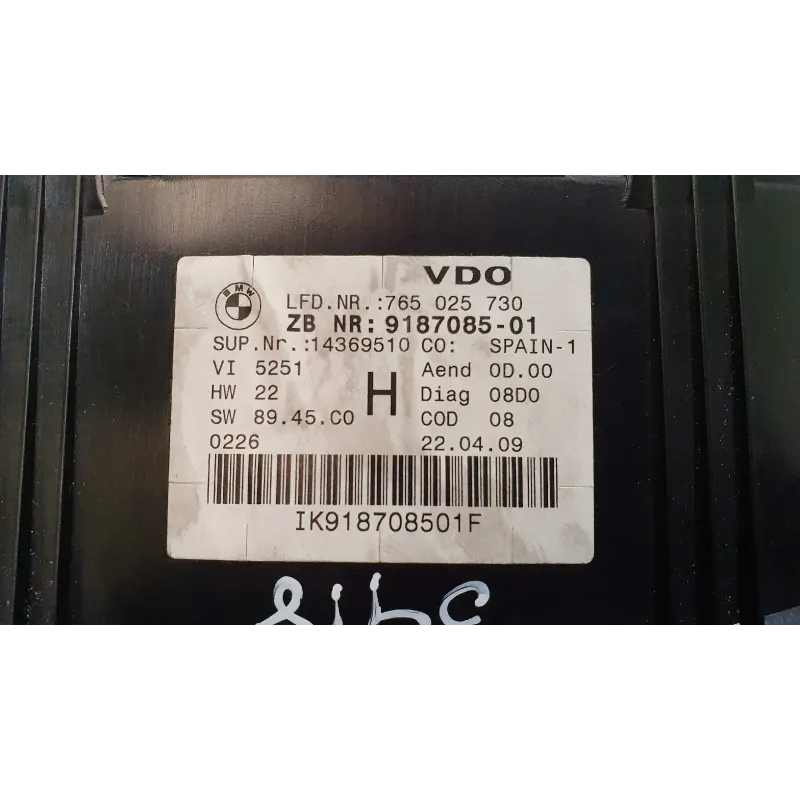 VDO
BMW
LFD.NR.:765 025 730
ZB NR: 9187085-01
SUP.Nr.:14369510 CO: SPAIN-1
VI 5251 Aend 0D.00
HW 22 H Diag 08D0
SW 89.45.C0 COD 08
0226 22.04.09
IK918708501F